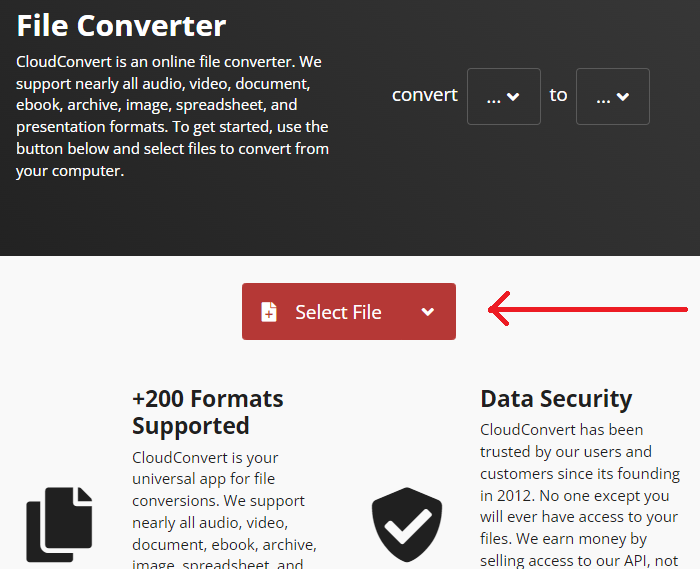 File Converter
CloudConvert is an online file converter. We
support nearly all audio, video, document,
ebook, archive, image, spreadsheet, and
presentation formats. To get started, use the
button below and select files to convert from
your computer.
convert ... to ...
Select File
+200 Formats
Supported
CloudConvert is your
universal app for file
conversions. We support
nearly all audio, video,
document, ebook, archive,
image, spreadsheet, and
Data Security
CloudConvert has been
trusted by our users and
customers since its founding
in 2012. No one except you
will ever have access to your
files. We earn money by
selling access to our API, not